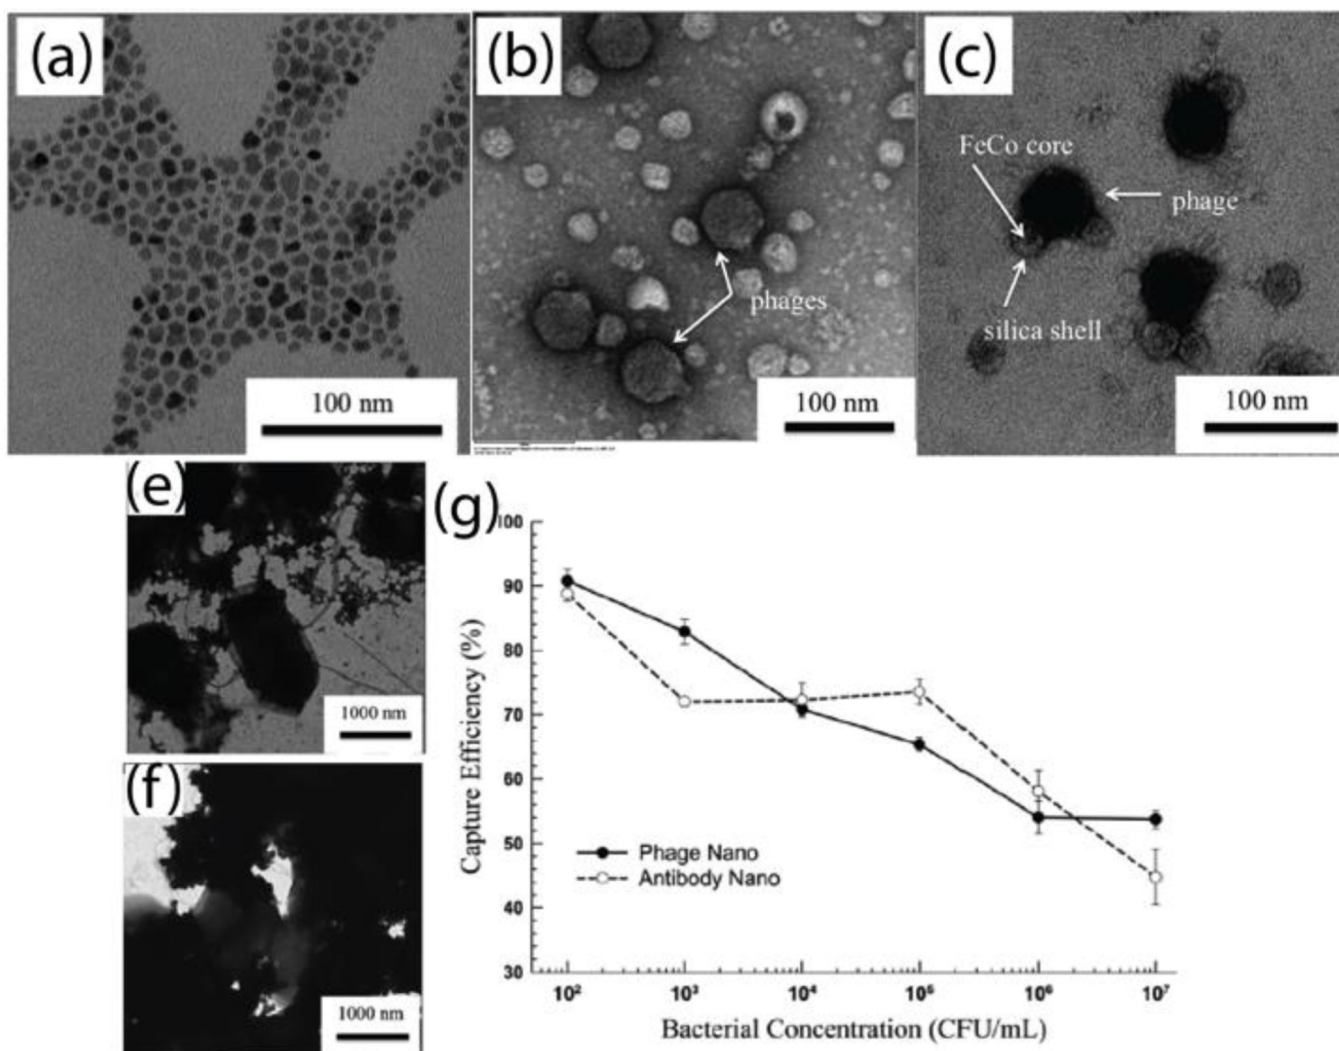 (a)
100 nm
(b)
phages
100 nm
(c)
FeCo core
phage
silica shell
100 nm
(e)
1000 nm
(f)
1000 nm
(g)
100
90
80
70
60
50
40
30
Capture Efficiency (%)
Phage Nano
Antibody Nano
10² 10³ 10⁴ 10⁵ 10⁶ 10⁷
Bacterial Concentration (CFU/mL)